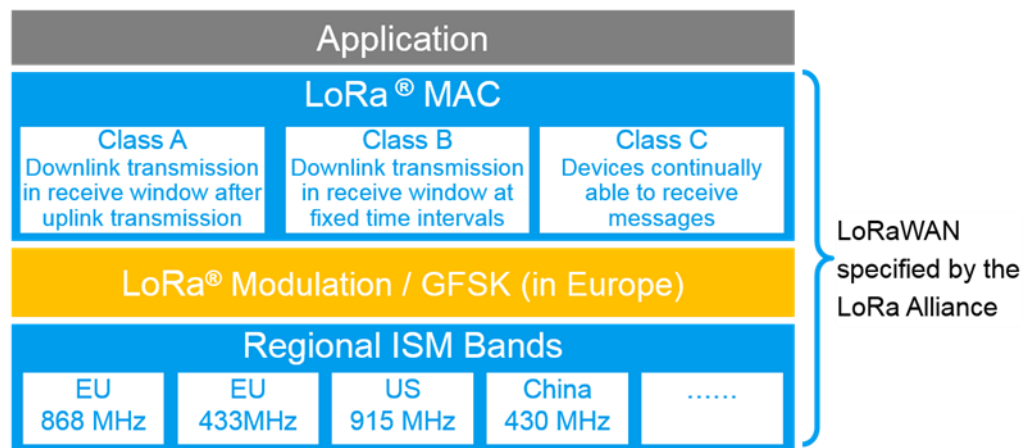 Application
LoRa® MAC
Class A
Downlink transmission
in receive window after
uplink transmission
Class B
Downlink transmission
in receive window at
fixed time intervals
Class C
Devices continually
able to receive
messages
LoRa® Modulation / GFSK (in Europe)
Regional ISM Bands
EU
868 MHz
EU
433MHz
US
915 MHz
China
430 MHz
......
LoRaWAN
specified by the
LoRa Alliance